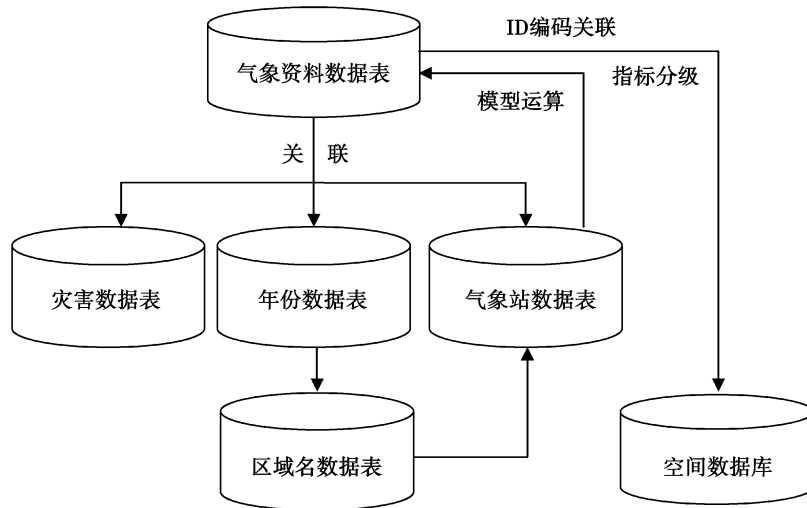 ID编码关联
气象资料数据表
指标分级
模型运算
关 联
灾害数据表
年份数据表
气象站数据表
区域名数据表
空间数据库